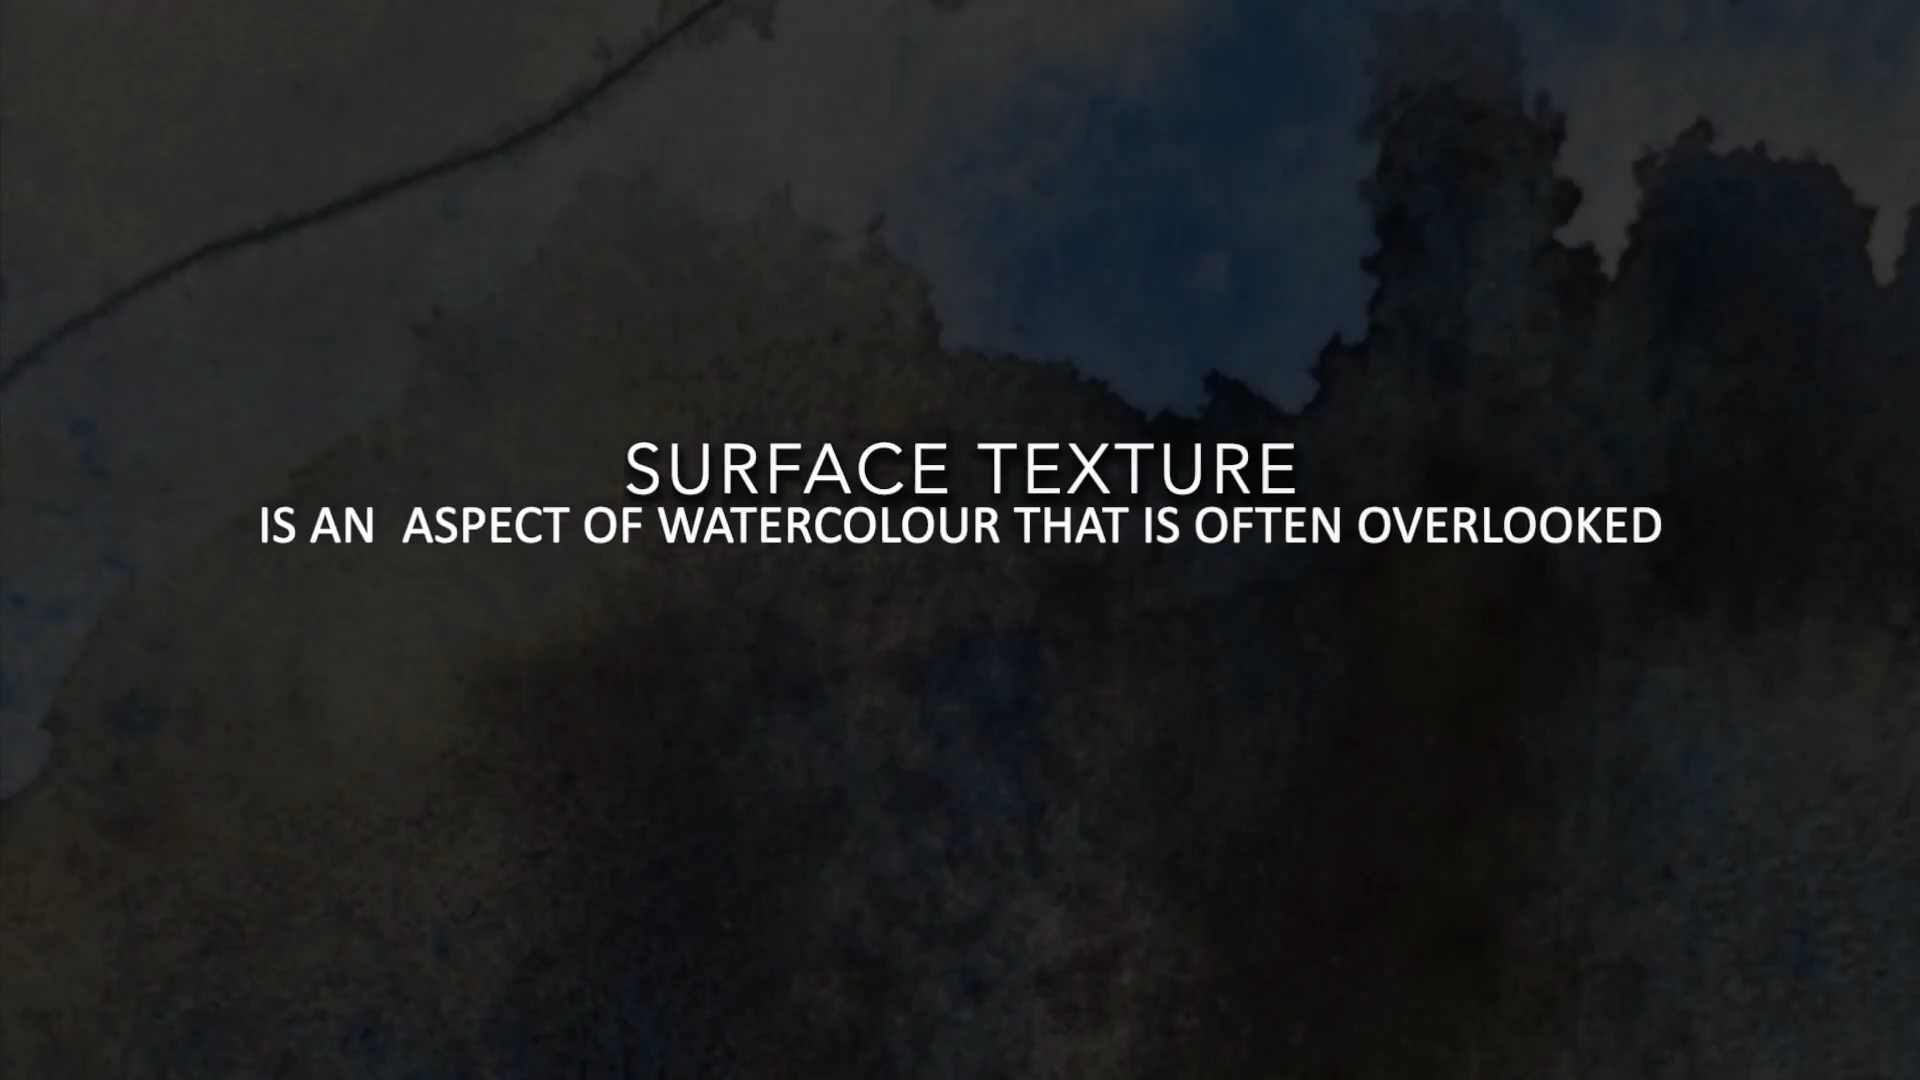 SURFACE TEXTURE
IS AN  ASPECT OF WATERCOLOUR THAT IS OFTEN OVERLOOKED